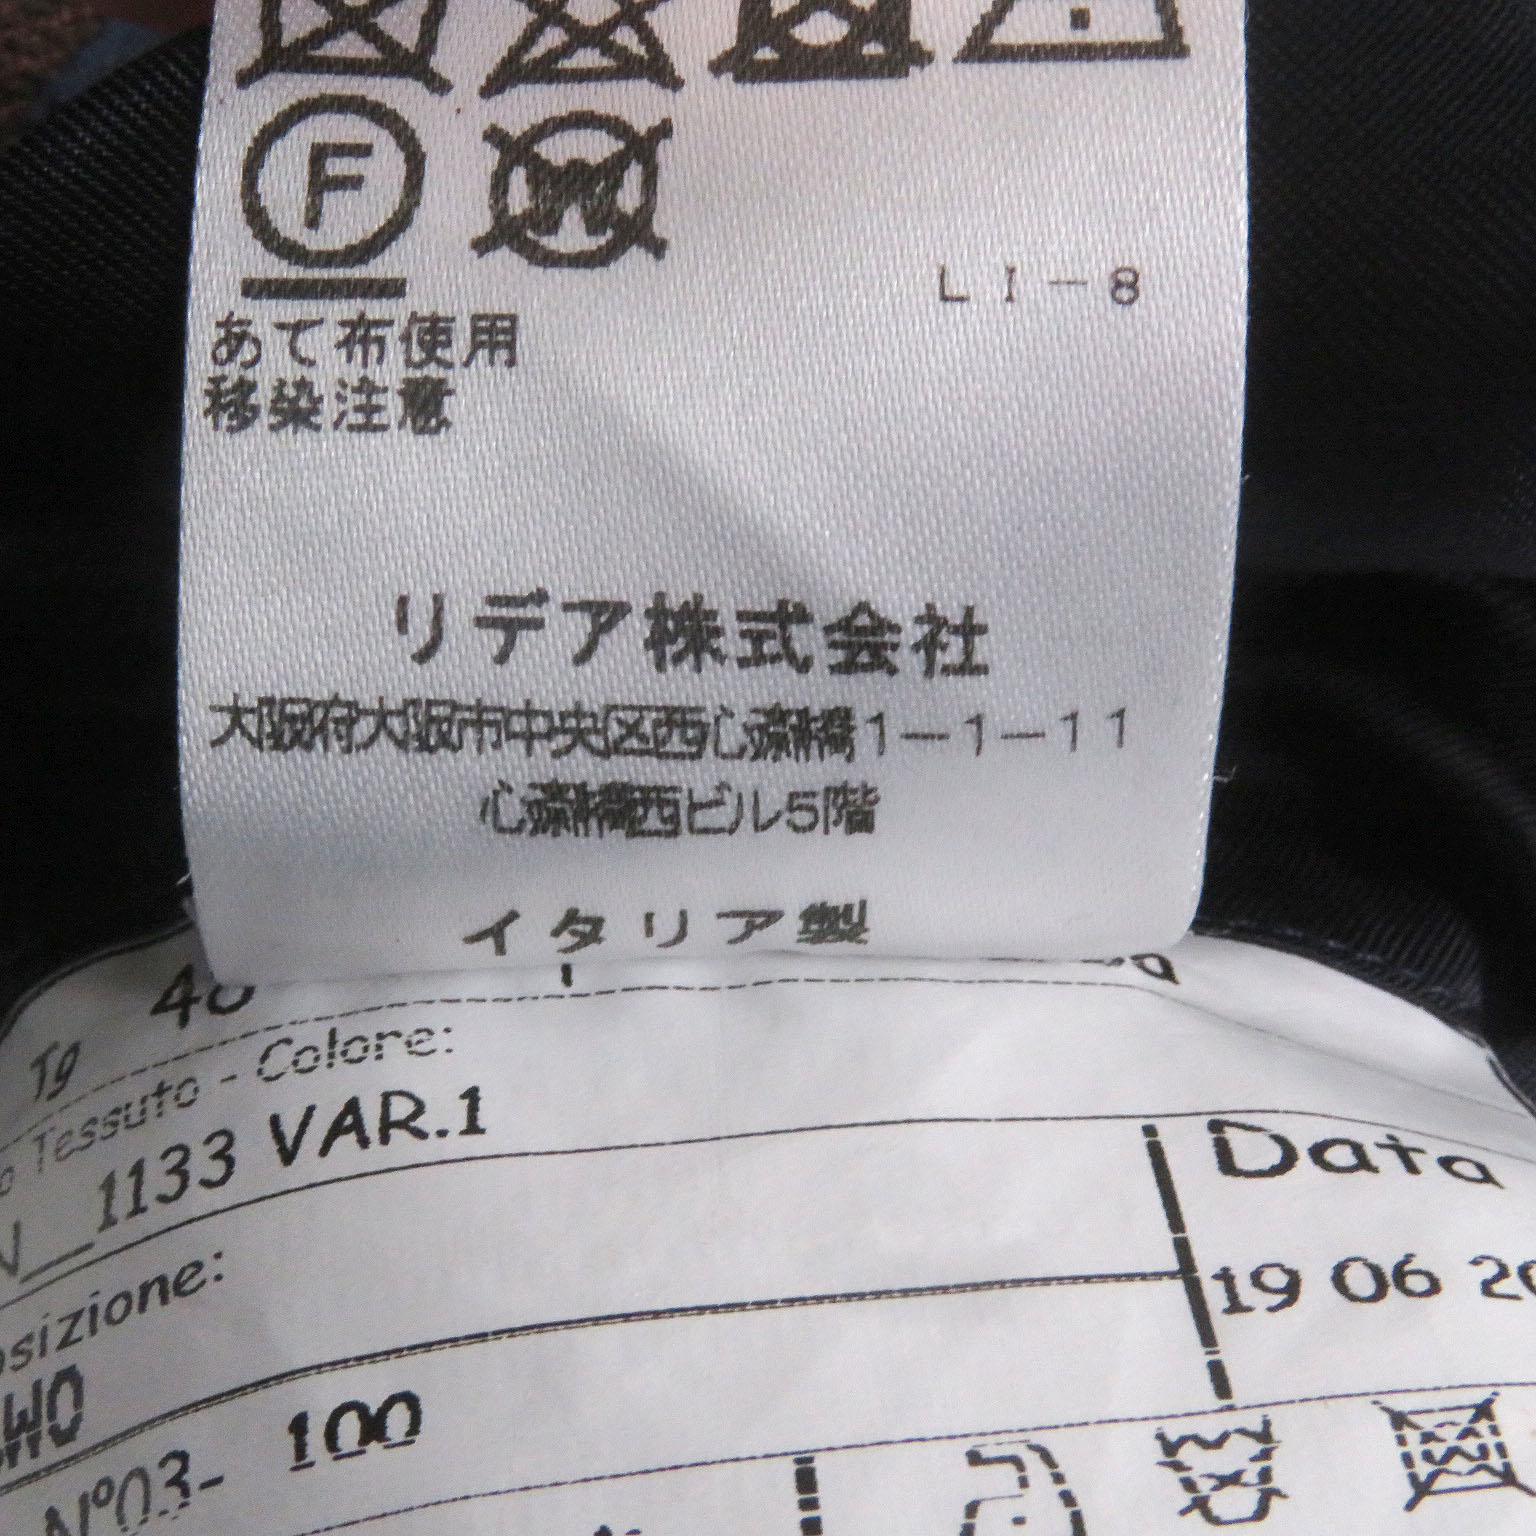 F
W
LI-8
あて布使用
移染注意
リデア株式会社
大阪府大阪市中央区西心斎橋1-1-11
心斎橋西ビル5階
イタリア製
Tg
Tessuto - Colore:
1133 VAR.1
Data
19 06
N°03- 100